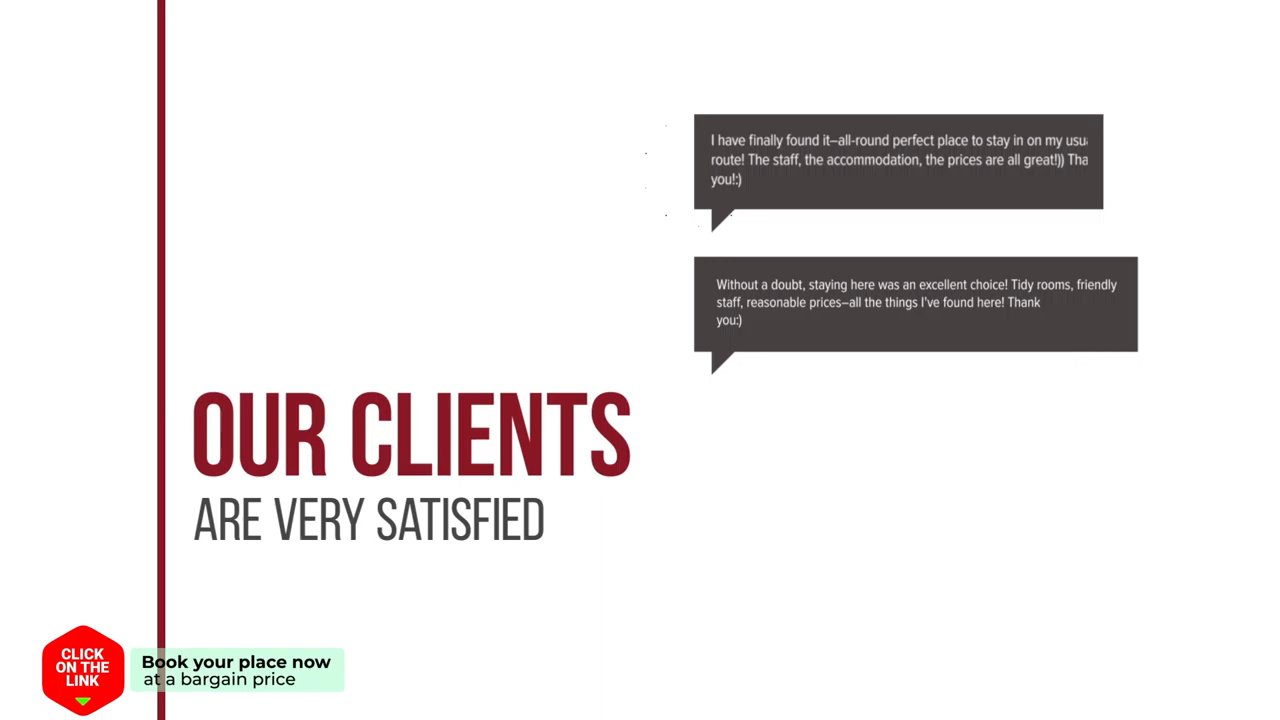 I have finally found it–all-round perfect place to stay in on my
route! The staff, the accommodation, the prices are all great!))
you!:)
Without a doubt, staying here was an excellent choice! Tidy rooms, friendly
staff, reasonable prices–all the things I've found here! Thank
you:)
OUR CLIENTS
ARE VERY SATISFIED
CLICK
ON THE
LINK
Book your place now
at a bargain price